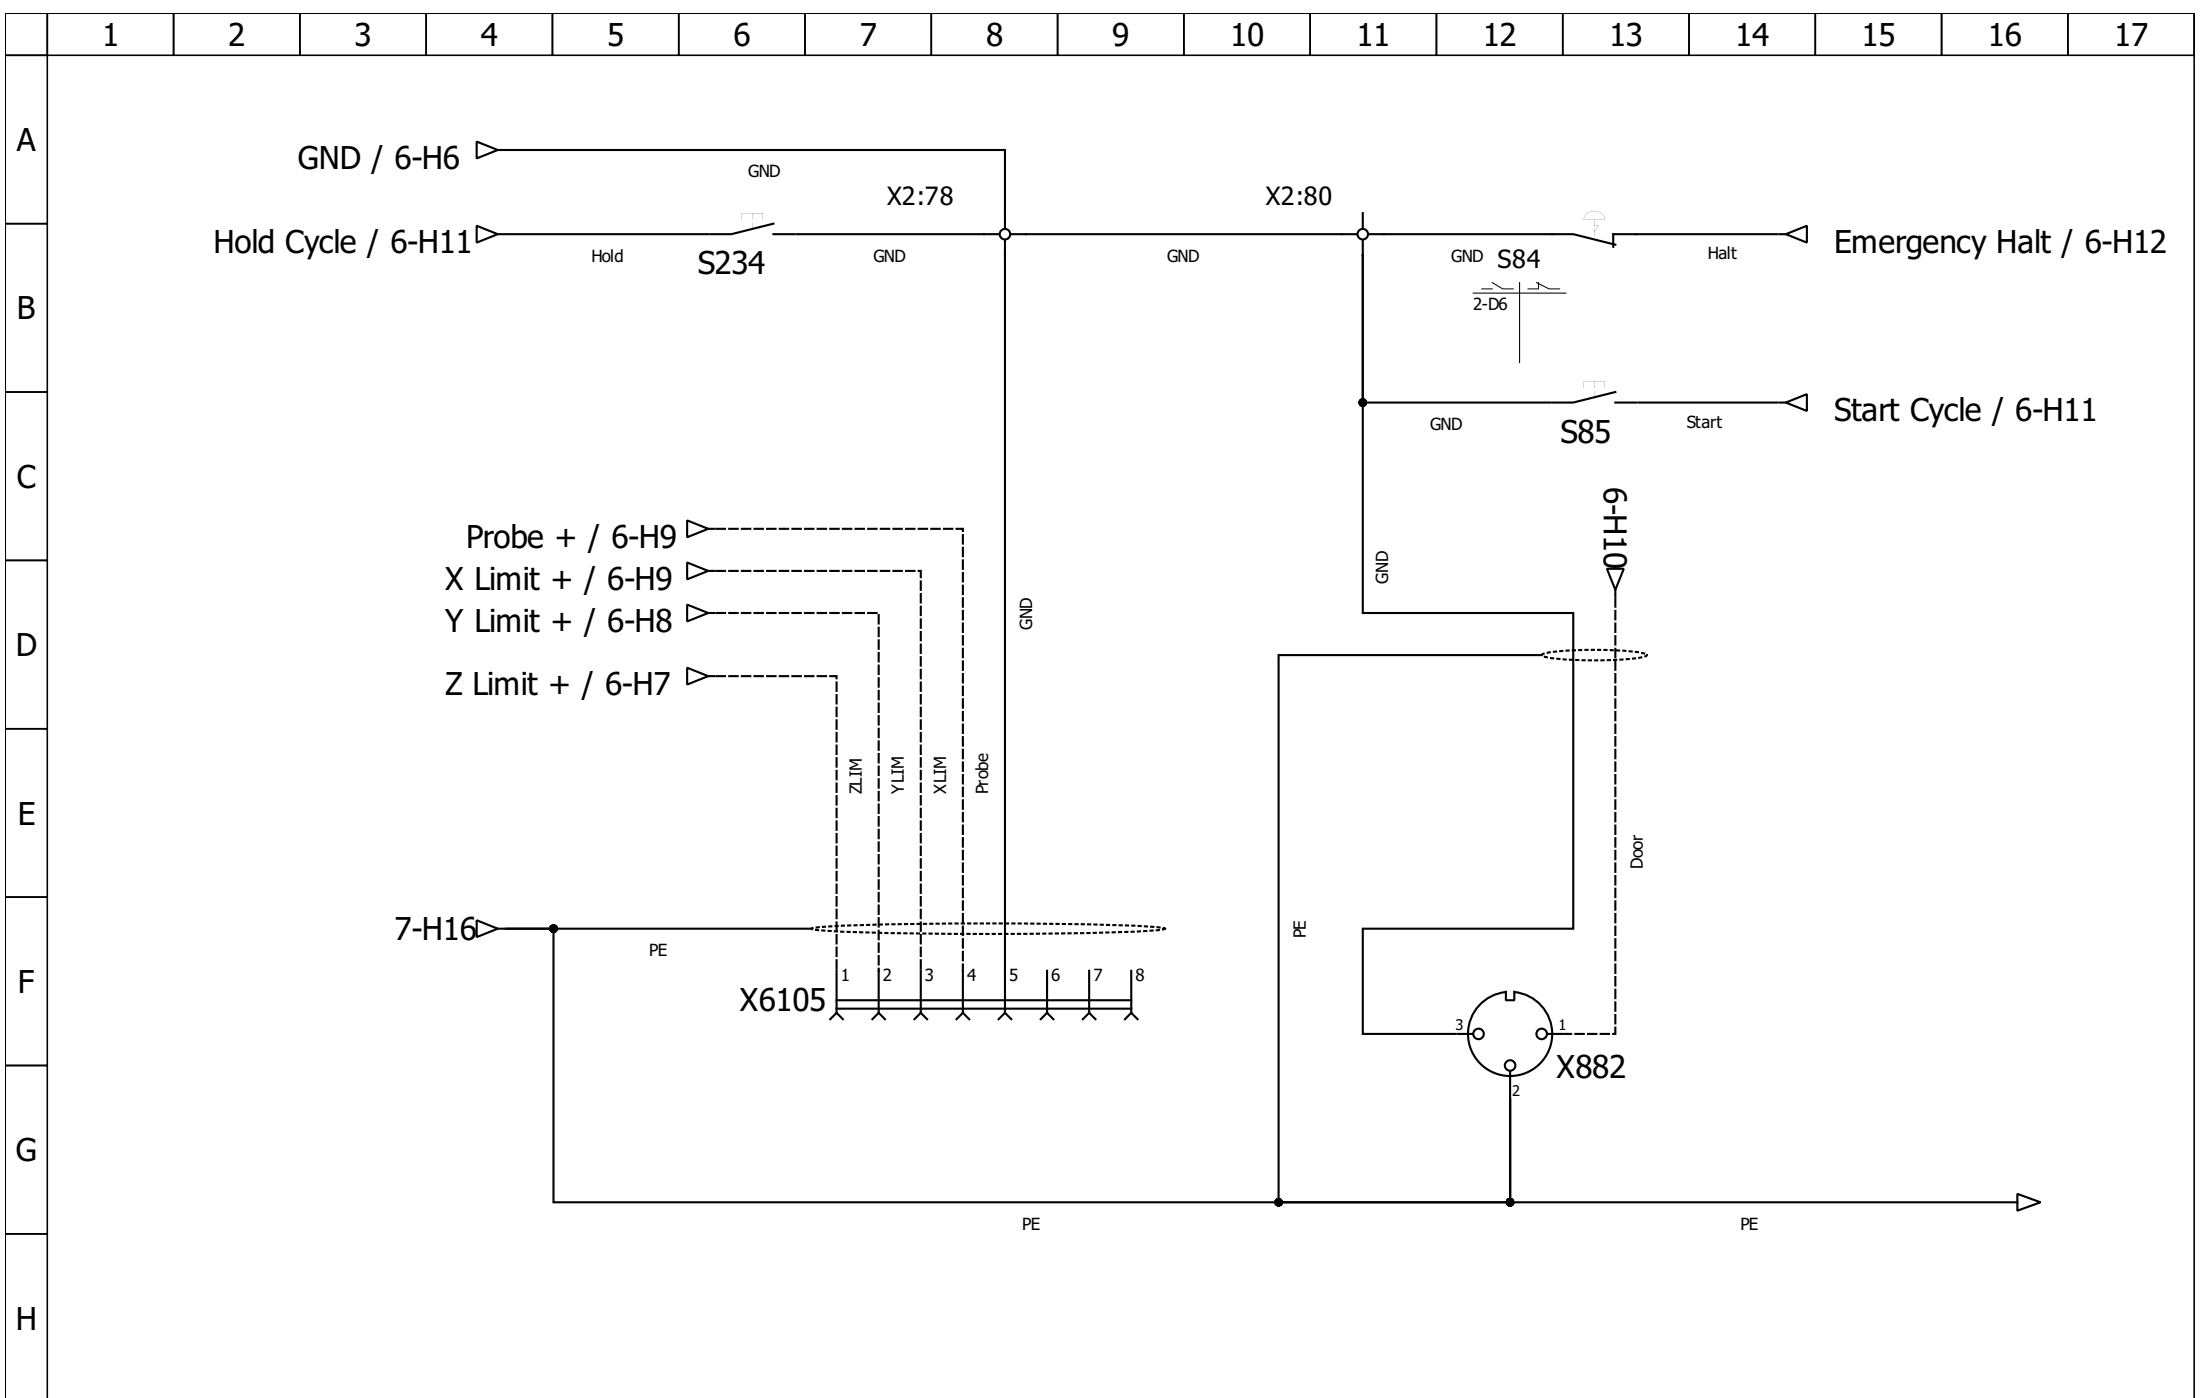 1 2 3 4 5 6 7 8 9 10 11 12 13 14 15 16 17
A
GND / 6-H6
GND
X2:78
X2:80
Hold Cycle / 6-H11
Hold
S234
GND
GND
GND
S84
Halt
Emergency Halt / 6-H12
B
2-D6
GND
S85
Start
Start Cycle / 6-H11
C
6-H10
Probe + / 6-H9
X Limit + / 6-H9
GND
Y Limit + / 6-H8
GND
D
Z Limit + / 6-H7
ZLIM
YLIM
XLIM
Probe
E
Door
7-H16
PE
PE
F
1 2 3 4 5 6 7 8
X6105
3
1
X882
2
G
PE
PE
H